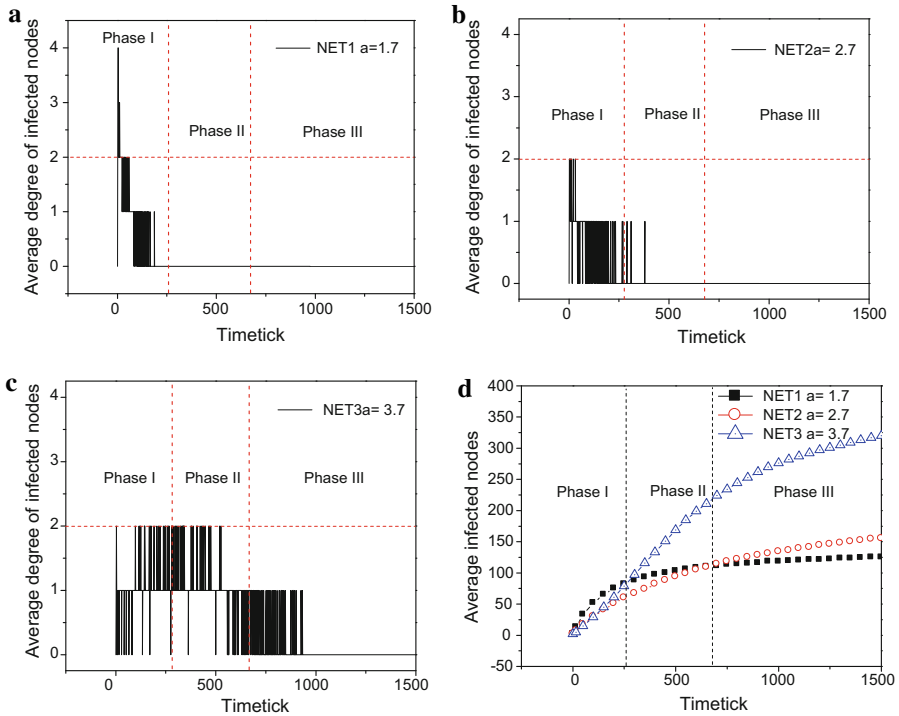 a
Average degree of infected nodes
4
3
2
1
0
Phase I
Phase II
Phase III
NET1 a=1.7
0
500
1000
1500
Timetick
b
Average degree of infected nodes
4
3
2
1
0
Phase I
Phase II
Phase III
NET2a= 2.7
0
500
1000
1500
Timetick
c
Average degree of infected nodes
4
3
2
1
0
Phase I
Phase II
Phase III
NET3a= 3.7
0
500
1000
1500
Timetick
d
Average infected nodes
400
350
300
250
200
150
100
50
0
-50
NET1 a= 1.7
NET2 a= 2.7
NET3 a= 3.7
Phase I
Phase II
Phase III
0
500
1000
1500
Timetick